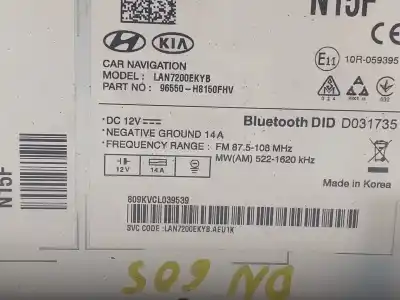 N15F
HYUNDAI KIA
CAR NAVIGATION
MODEL : LAN7200EKYB
PART NO : 96550-H8150FHV
E11 10R-059395
DC 12V
NEGATIVE GROUND 14A
FREQUENCY RANGE : FM 87.5-108 MHz
MW(AM) 522-1620 kHz
Bluetooth DID D031735
12V 14A
Made in Korea
809KVCL039539
SVC CODE : LAN7200EKYB.AEU1K
N15F